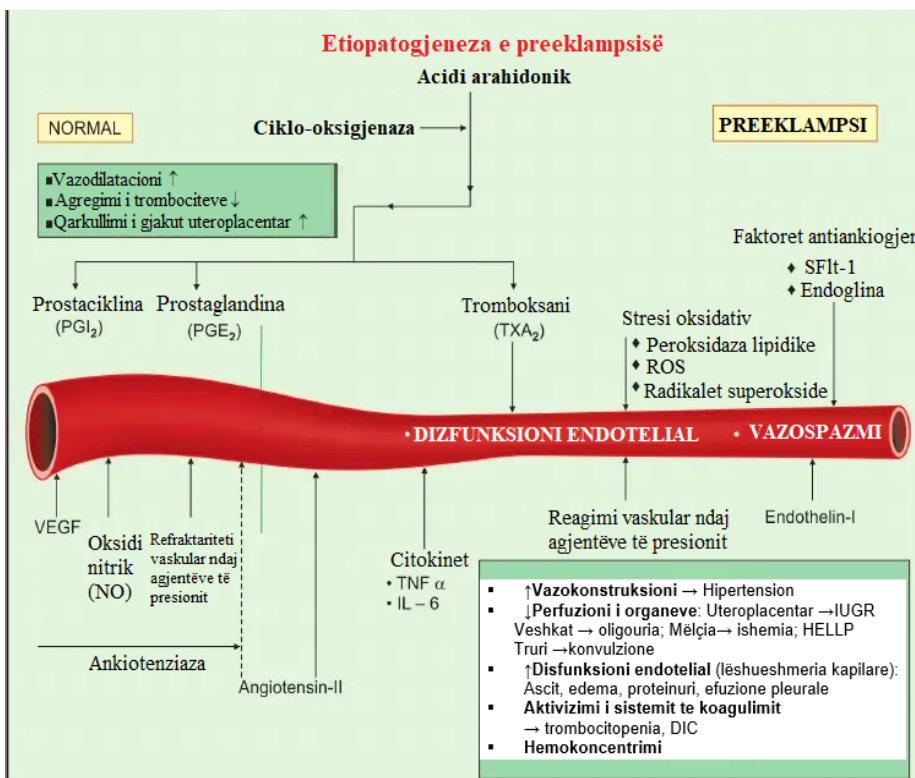 Etiopatogjeneza e preeklampsisë
Acidi arahidonik
NORMAL
Ciklo-oksigjenaza
PREEKLAMPSI
▪Vazodilatacioni ↑
▪Agregimi i trombociteve ↓
▪Qarkullimi i gjakut uteroplacentar ↑
Faktoret antiankiogjen
♦ SFlt-1
♦ Endoglina
Prostaciklina
(PGI₂)
Prostaglandina
(PGE₂)
Tromboksani
(TXA₂)
Stresi oksidativ
♦ Peroksidaza lipidike
♦ ROS
♦ Radikalet superokside
• DIZFUNKSIONI ENDOTELIAL
• VAZOSPAZMI
VEGF
Oksidi
nitrik
(NO)
Refraktariteti
vaskular ndaj
agjentëve të
presionit
Citokinet
• TNF α
• IL – 6
Reagimi vaskular ndaj
agjentëve të presionit
Endothelin-I
Ankiotenziaza
Angiotensin-II
▪ ↑Vazokonstruksioni → Hipertension
▪ ↓Perfuzioni i organeve: Uteroplacentar →IUGR
Veshkat → oligouria; Mëlçia→ ishemia; HELLP
Truri →konvulzione
▪ ↑Disfunksioni endotelial (lëshueshmeria kapilare):
Ascit, edema, proteinuri, efuzione pleurale
▪ Aktivizimi i sistemit te koagulimit
→ trombocitopenia, DIC
▪ Hemokoncentrimi